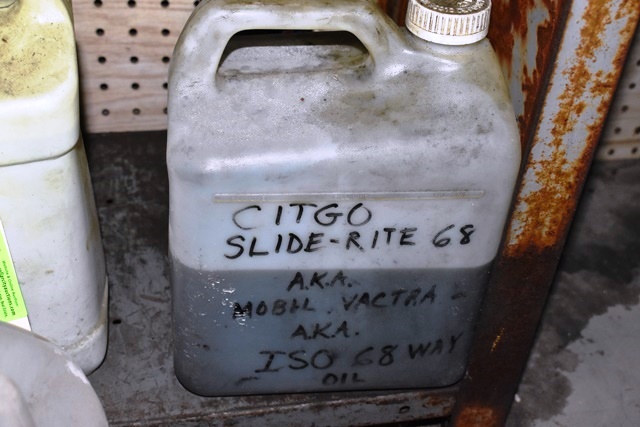 CITGO
SLIDE-RITE 68
A.K.A.
MOBIL VACTRA -
A.K.A.
ISO 68 WAY
OIL